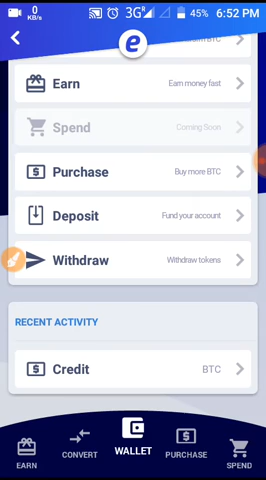 0
KB/s
3G R 45% 6:52 PM
e
BTC
Earn Earn money fast
Spend Coming Soon
Purchase Buy more BTC
Deposit Fund your account
Withdraw Withdraw tokens
RECENT ACTIVITY
Credit BTC
EARN CONVERT WALLET PURCHASE SPEND